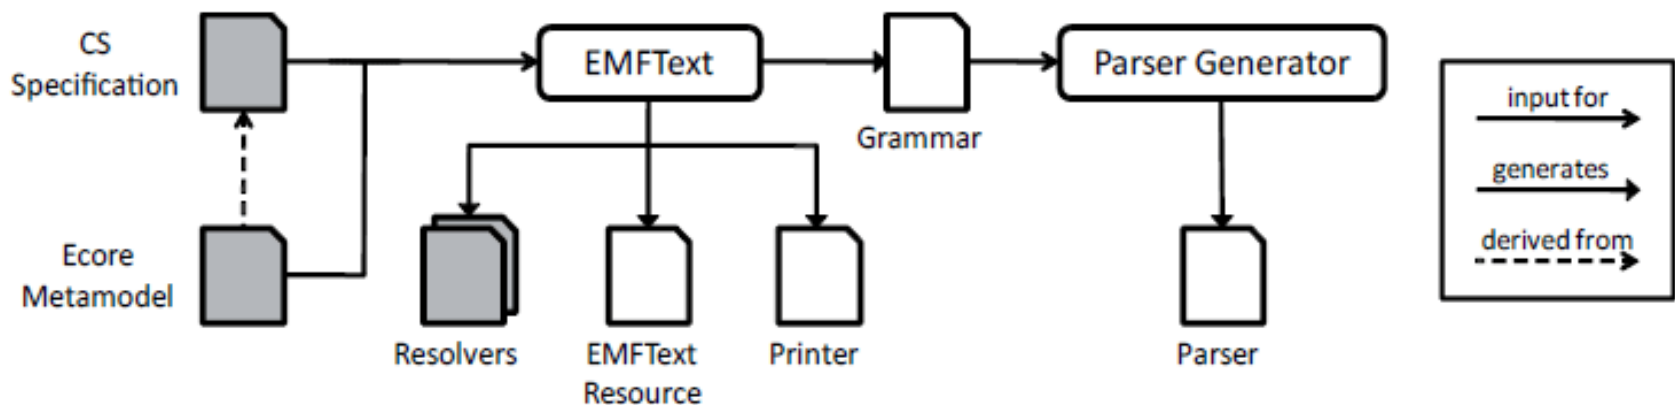 CS
Specification
EMFText
Parser Generator
Grammar
input for
generates
derived from
Ecore
Metamodel
Resolvers
EMFText
Resource
Printer
Parser